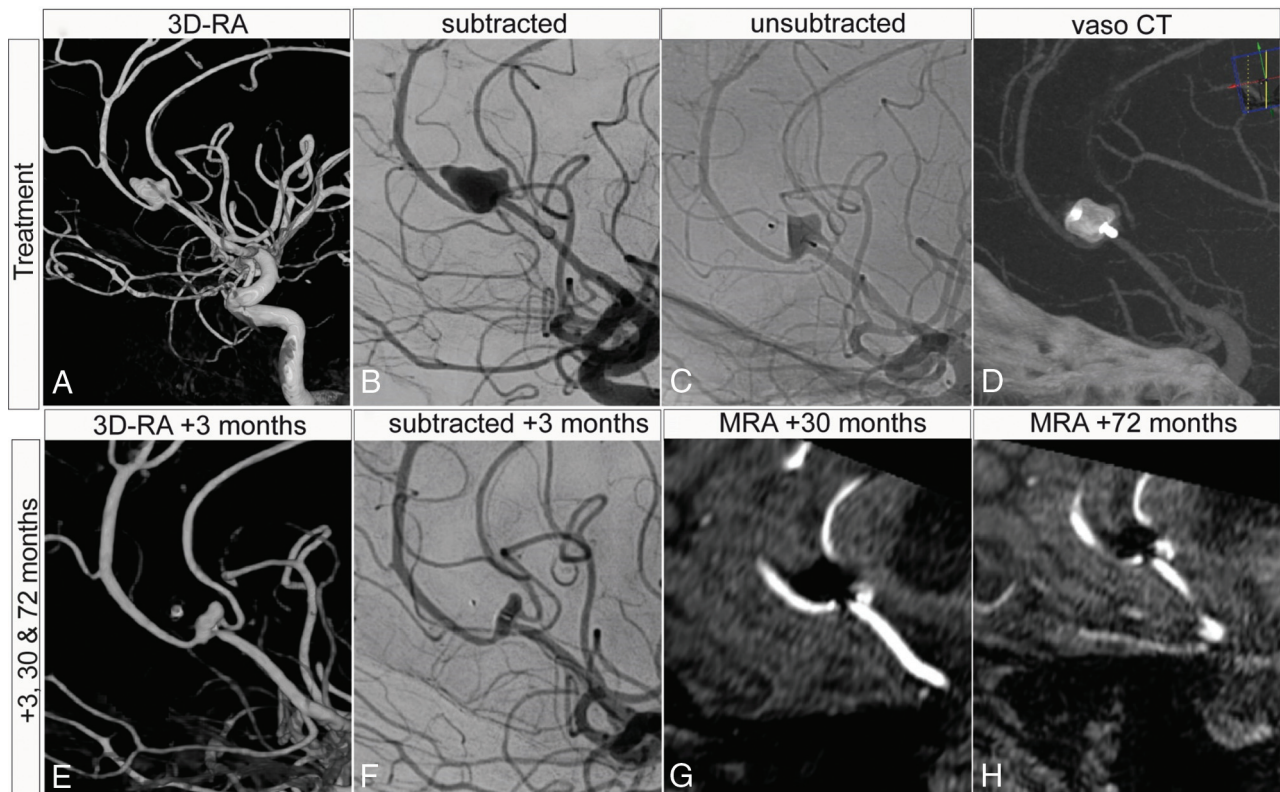 3D-RA
subtracted
unsubtracted
vaso CT
Treatment
A
B
C
D
3D-RA +3 months
subtracted +3 months
MRA +30 months
MRA +72 months
+3, 30 & 72 months
E
F
G
H